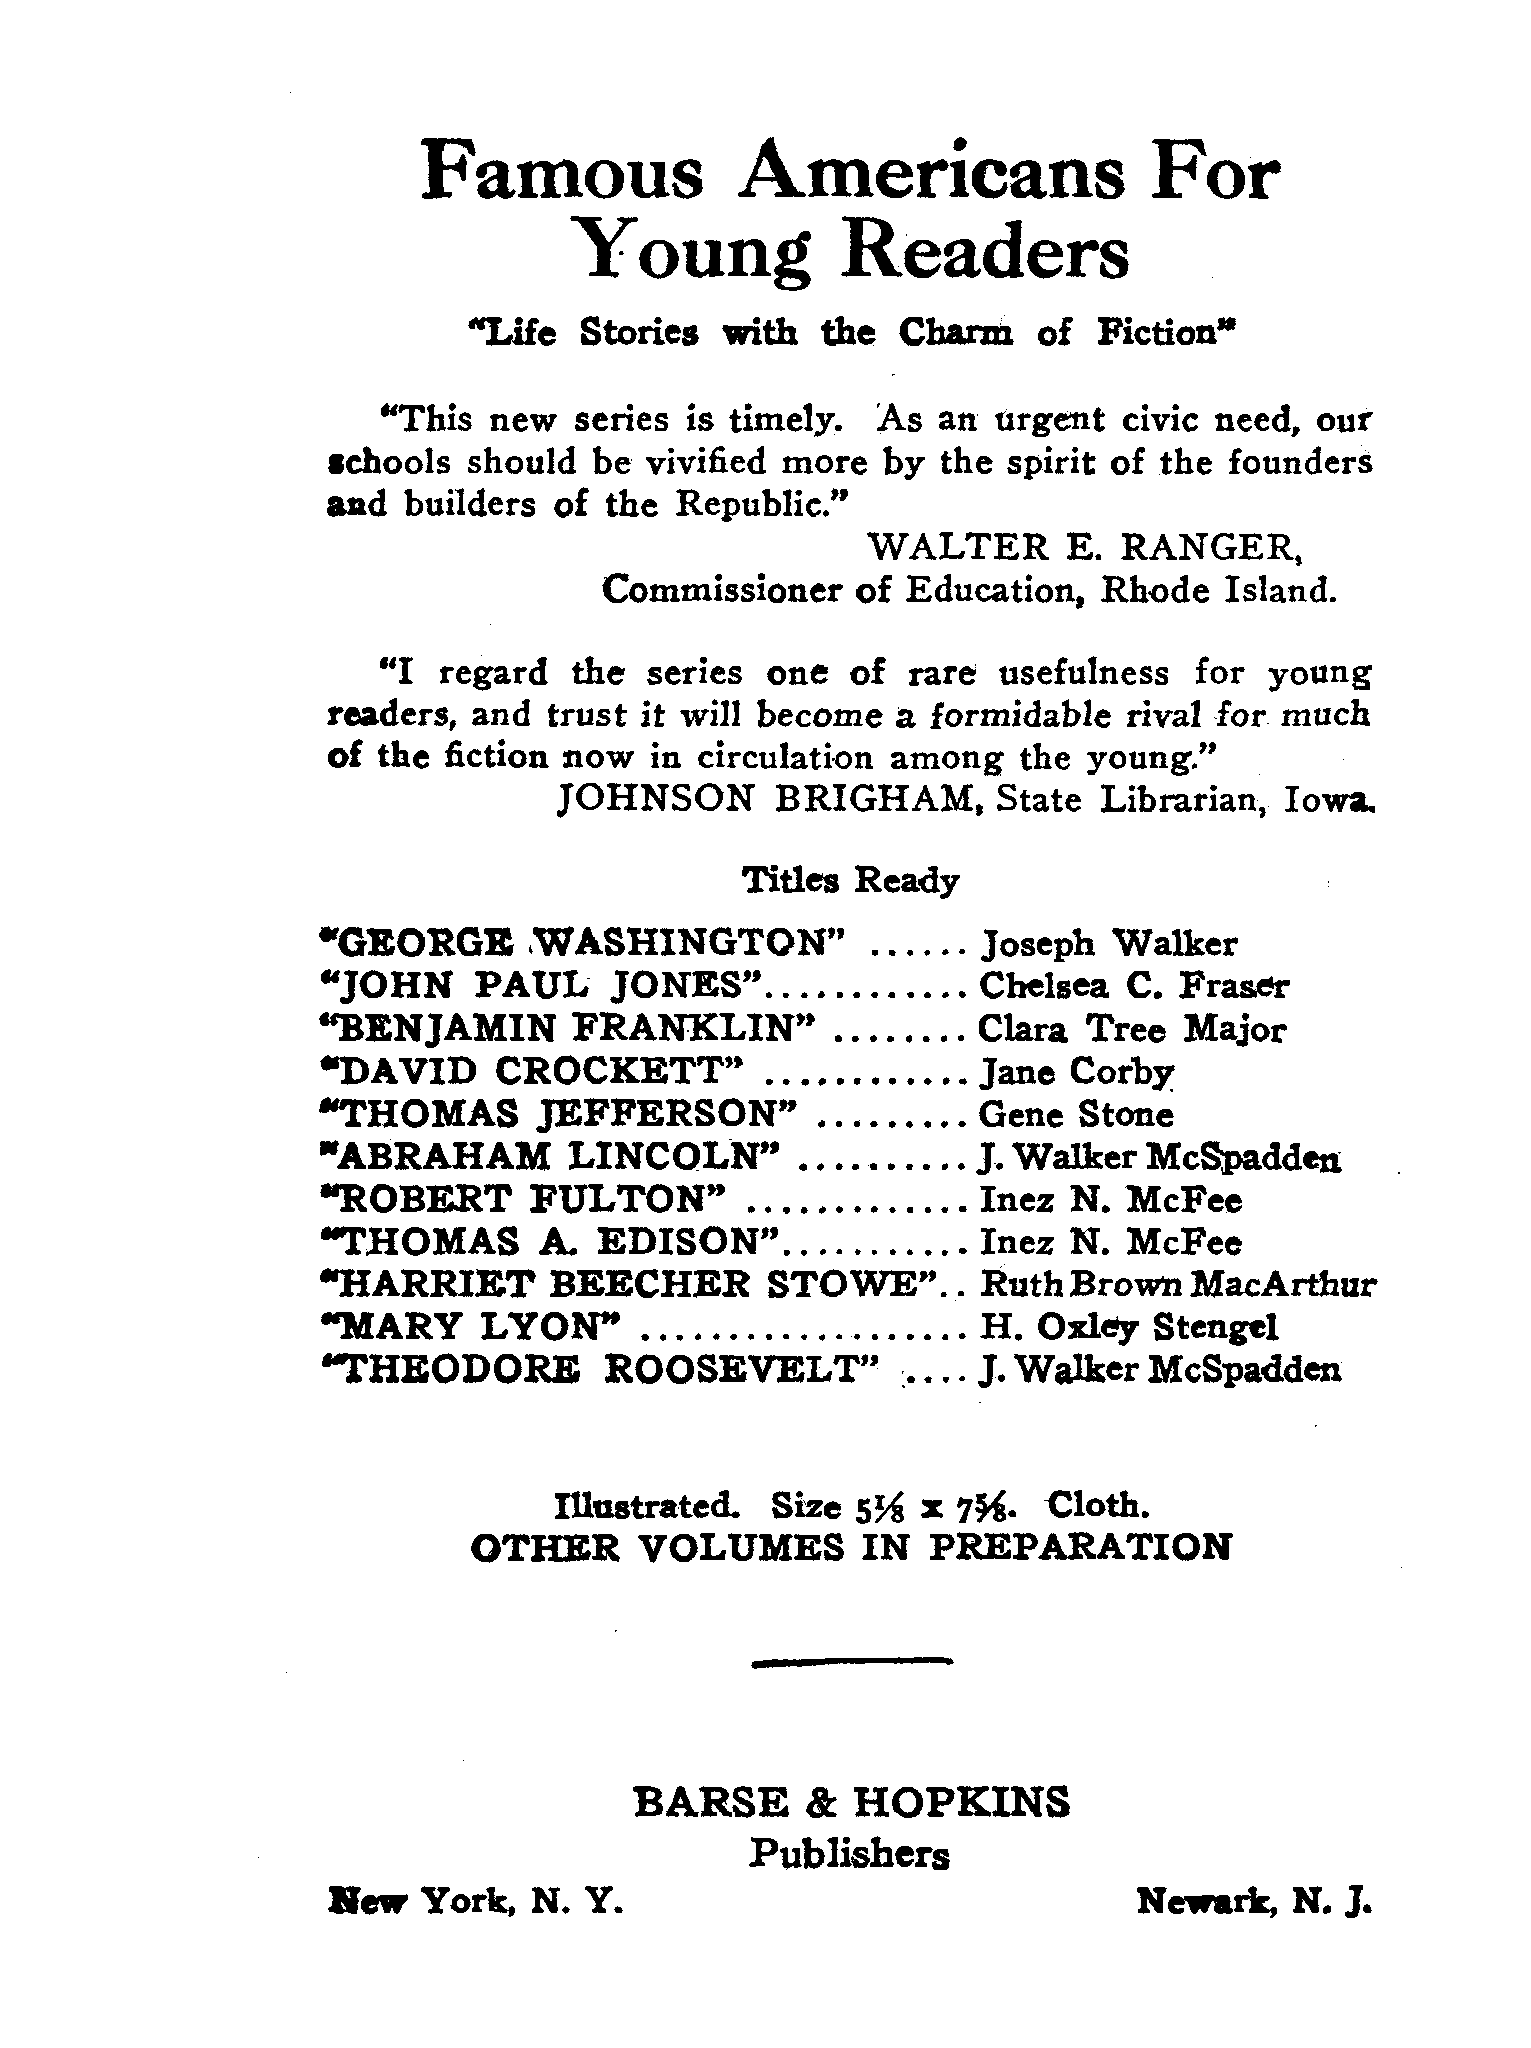 Famous Americans For
Young Readers
"Life Stories with the Charm of Fiction"
"This new series is timely. As an urgent civic need, our
schools should be vivified more by the spirit of the founders
and builders of the Republic."
WALTER E. RANGER,
Commissioner of Education, Rhode Island.
"I regard the series one of rare usefulness for young
readers, and trust it will become a formidable rival for much
of the fiction now in circulation among the young."
JOHNSON BRIGHAM, State Librarian, Iowa.
Titles Ready
"GEORGE WASHINGTON" ...... Joseph Walker
"JOHN PAUL JONES"............ Chelsea C. Fraser
"BENJAMIN FRANKLIN" ........ Clara Tree Major
"DAVID CROCKETT" ............ Jane Corby
"THOMAS JEFFERSON" ......... Gene Stone
"ABRAHAM LINCOLN" .......... J. Walker McSpadden
"ROBERT FULTON" ............. Inez N. McFee
"THOMAS A. EDISON"........... Inez N. McFee
"HARRIET BEECHER STOWE".. Ruth Brown MacArthur
"MARY LYON" ................... H. Oxley Stengel
"THEODORE ROOSEVELT" .... J. Walker McSpadden
Illustrated. Size 5⅛ x 7⅝. Cloth.
OTHER VOLUMES IN PREPARATION
BARSE & HOPKINS
Publishers
New York, N. Y. Newark, N. J.